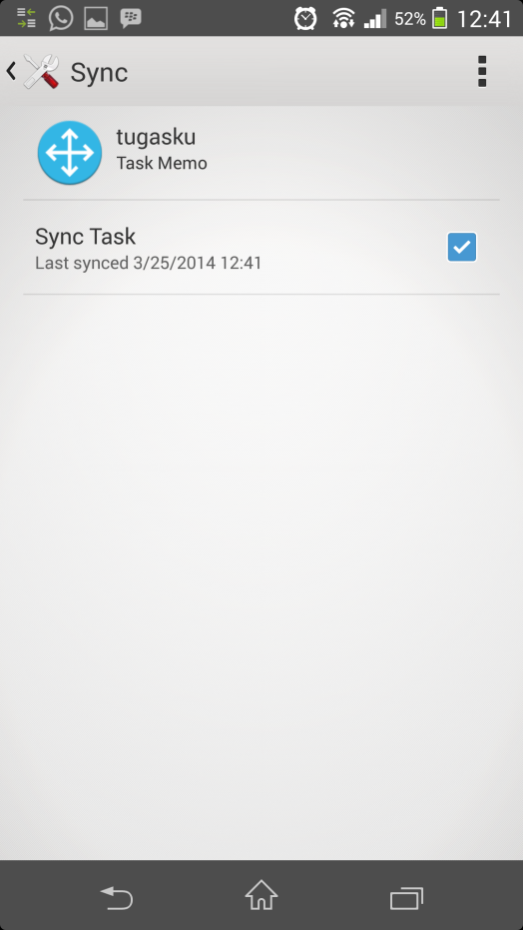 52% 12:41
Sync
tugasku
Task Memo
Sync Task
Last synced 3/25/2014 12:41